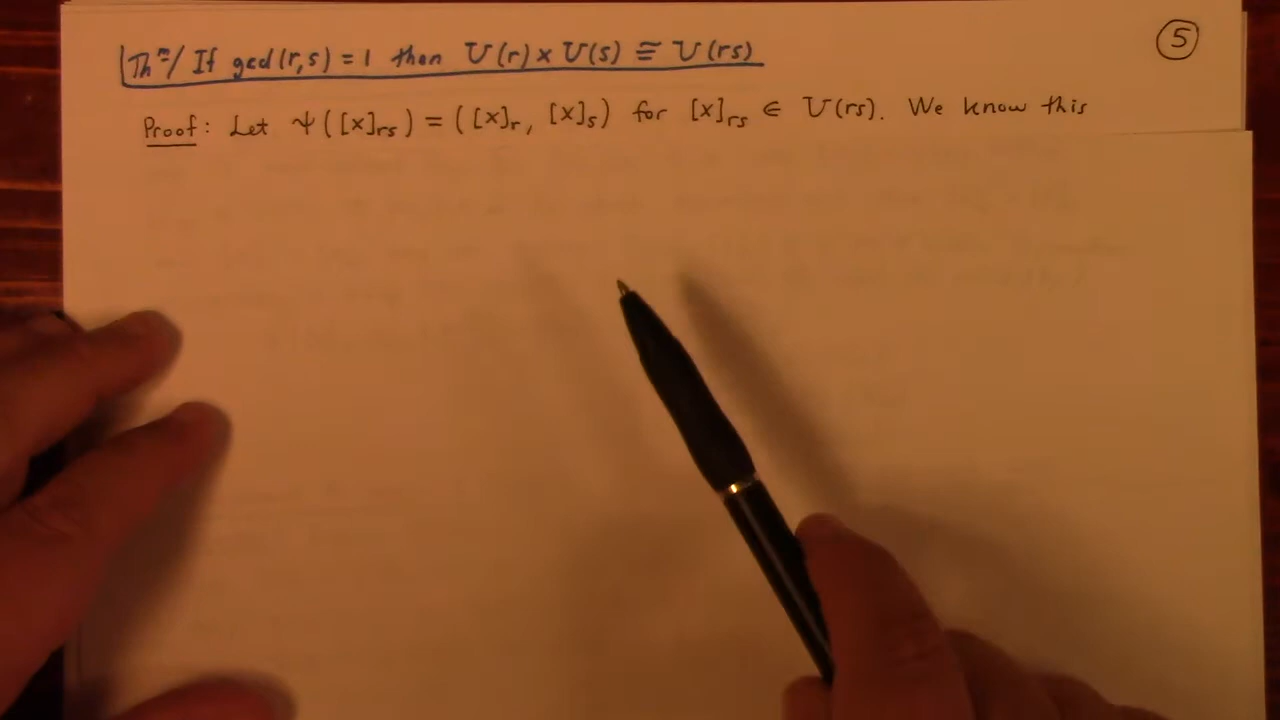 Thᵐ/ If gcd(r,s) = 1 then U(r) × U(s) ≅ U(rs)
5
Proof: Let ψ([x]ᵣₛ) = ([x]ᵣ, [x]ₛ) for [x]ᵣₛ ∈ U(rs). We know this